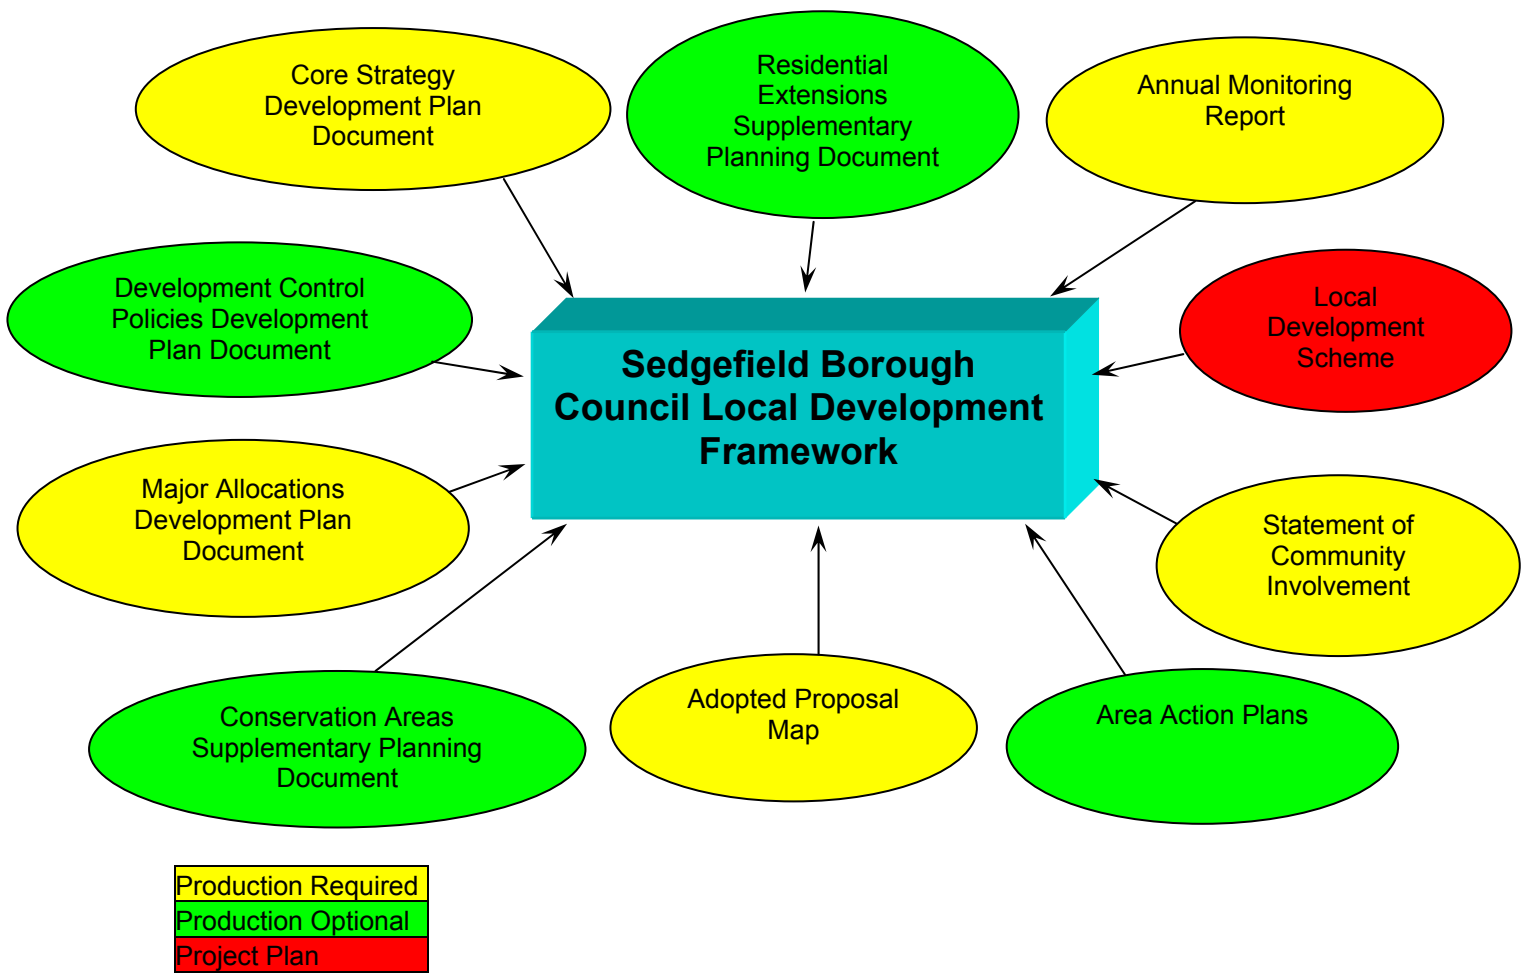 Core Strategy
Development Plan
Document
Residential
Extensions
Supplementary
Planning Document
Annual Monitoring
Report
Development Control
Policies Development
Plan Document
Local
Development
Scheme
Sedgefield Borough
Council Local Development
Framework
Major Allocations
Development Plan
Document
Statement of
Community
Involvement
Conservation Areas
Supplementary Planning
Document
Adopted Proposal
Map
Area Action Plans
Production Required
Production Optional
Project Plan